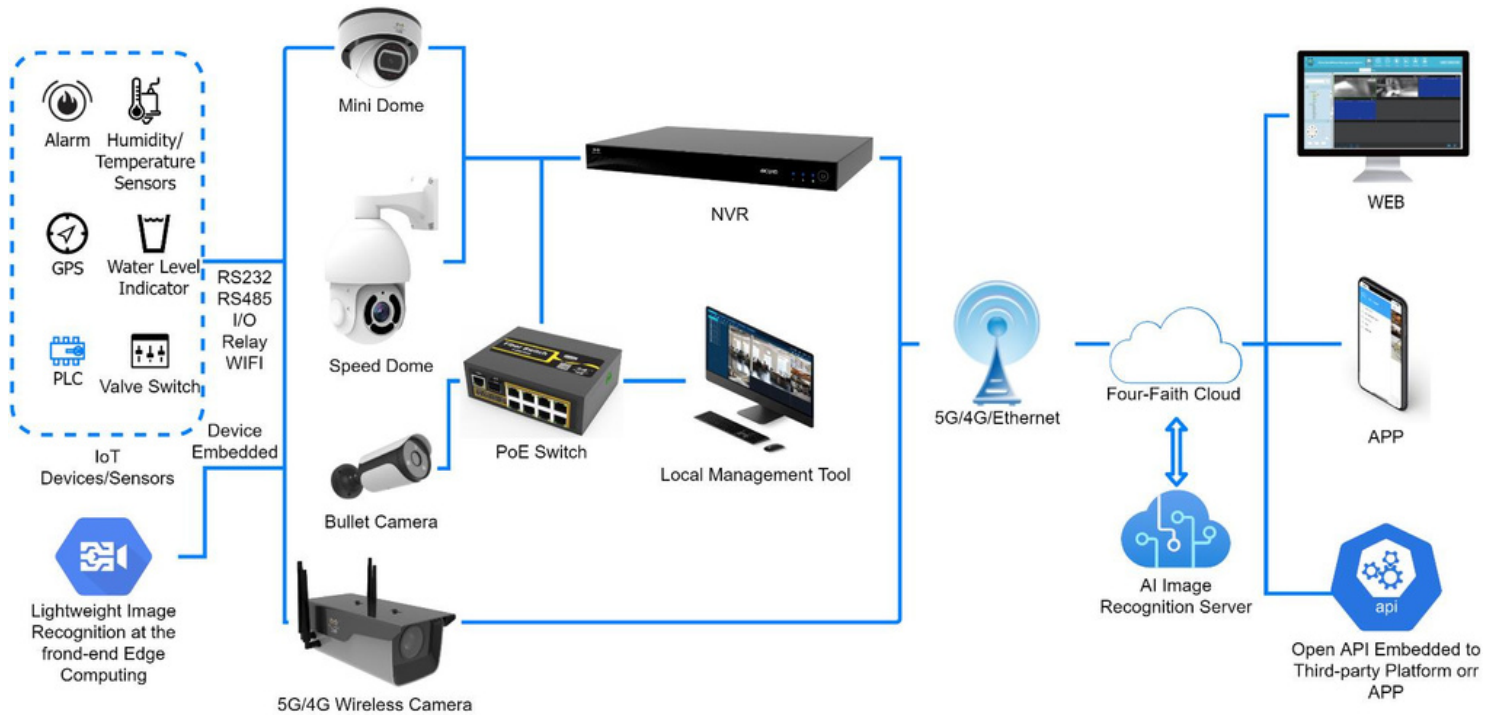 Alarm
Humidity/
Temperature
Sensors
GPS
Water Level
Indicator
PLC
Valve Switch
IoT
Devices/Sensors
RS232
RS485
I/O
Relay
WIFI
Device
Embedded
Lightweight Image
Recognition at the
frond-end Edge
Computing
Mini Dome
Speed Dome
Bullet Camera
5G/4G Wireless Camera
NVR
PoE Switch
Local Management Tool
5G/4G/Ethernet
Four-Faith Cloud
AI Image
Recognition Server
WEB
APP
api
Open API Embedded to
Third-party Platform orr
APP